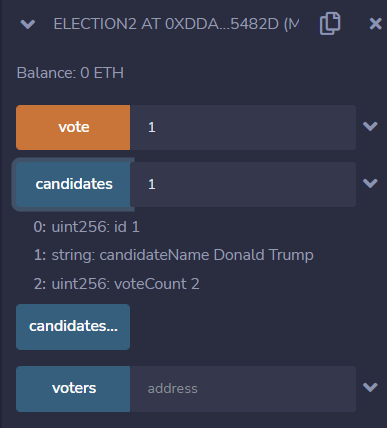 ELECTION2 AT 0XDDA...5482D (M
Balance: 0 ETH
vote 1
candidates 1
0: uint256: id 1
1: string: candidateName Donald Trump
2: uint256: voteCount 2
candidates...
voters address